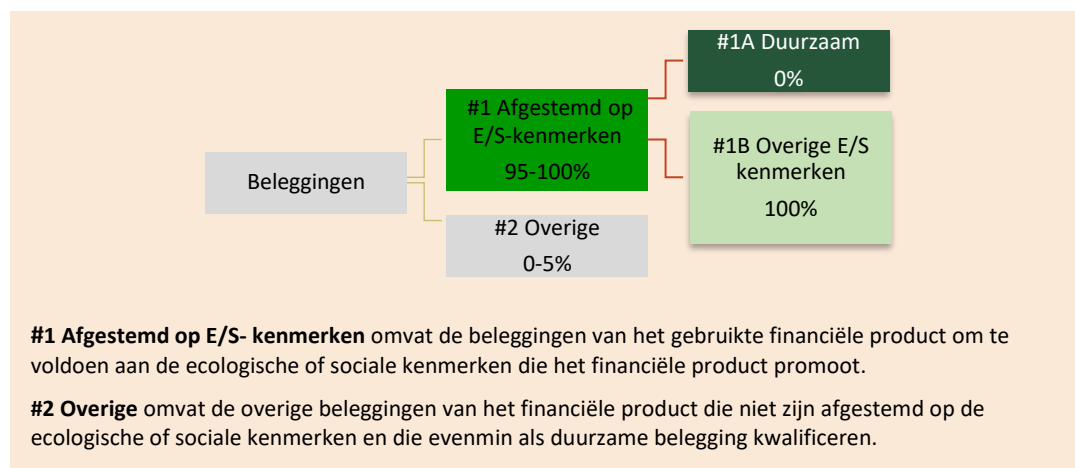 #1A Duurzaam
0%
#1 Afgestemd op
E/S-kenmerken
95-100%
#1B Overige E/S
kenmerken
100%
Beleggingen
#2 Overige
0-5%
#1 Afgestemd op E/S- kenmerken omvat de beleggingen van het gebruikte financiële product om te
voldoen aan de ecologische of sociale kenmerken die het financiële product promoot.
#2 Overige omvat de overige beleggingen van het financiële product die niet zijn afgestemd op de
ecologische of sociale kenmerken en die evenmin als duurzame belegging kwalificeren.